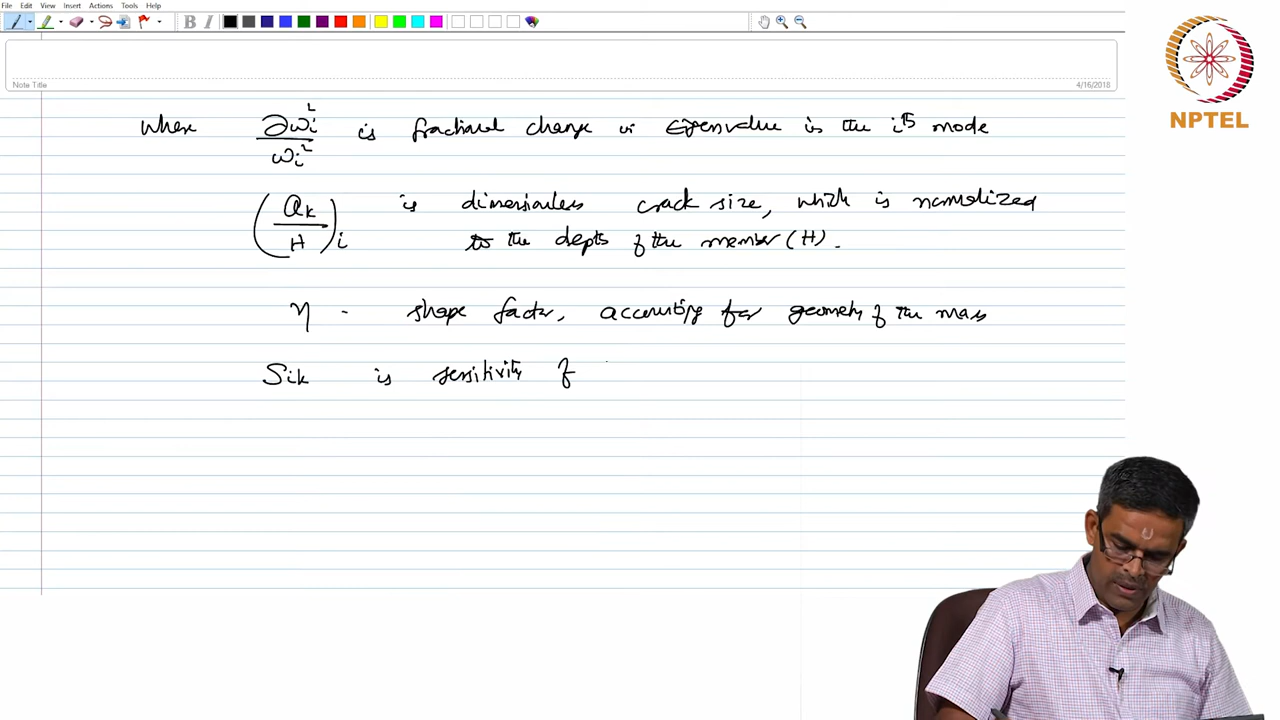 File Edit View Insert Actions Tools Help
B I
Note Title
4/16/2018
NPTEL
where ∂ωi²/ωi² is fractional change in eigenvalue in the ith mode
(ak/H)i is dimensionless crack size, which is normalized
to the depth of the member (H).
η - shape factor, accounting for geometry of the mass
Sik is sensitivity of